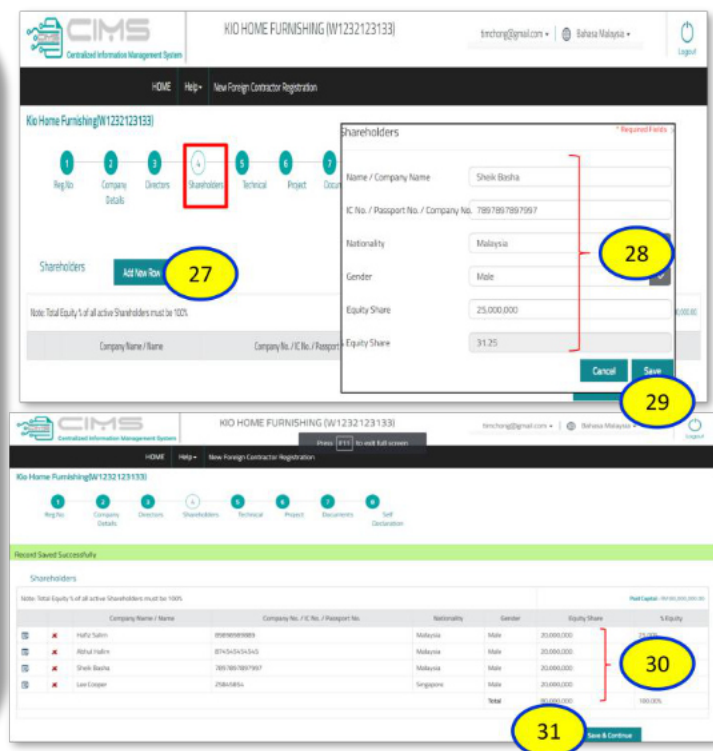 CIMS
Centralized Information Management System
KIO HOME FURNISHING (W1232123133)
timchong@gmail.com
Bahasa Malaysia
Logout
HOME Help New Foreign Contractor Registration
Kio Home Furnishing(W1232123133)
1 2 3 4 5 6 7
Reg.No Company Details Directors Shareholders Technical Project
Shareholders
Add New Row
27
Note: Total Equity % of all active Shareholders must be 100%
Company Name / Name Company No. / IC No. / Passport
Shareholders
* Required Fields
Name / Company Name Sheik Basha
IC No. / Passport No. / Company No. 7897897897997
Nationality Malaysia
Gender Male
Equity Share 25,000,000
Equity Share 31.25
28
Cancel Save
29
CIMS
Centralized Information Management System
KIO HOME FURNISHING (W1232123133)
Press F11 to exit full screen
timchong@gmail.com
Bahasa Malaysia
Logout
HOME Help New Foreign Contractor Registration
Kio Home Furnishing(W1232123133)
1 2 3 4 5 6 7 8
Reg.No Company Details Directors Shareholders Technical Project Documents Self Declaration
Record Saved Successfully
Shareholders
Note: Total Equity % of all active Shareholders must be 100%
Paid Capital
Company Name / Name Company No. / IC No. / Passport No. Nationality Gender Equity Share % Equity
Hafiz Salim Malaysia Male 20,000,000
Halim 874545454545 Malaysia Male 20,000,000
Sheik Basha 7897897897997 Malaysia Male 20,000,000
Lee Cooper Singapore Male 20,000,000
Total 80,000,000 100.00%
30
31
Save & Continue